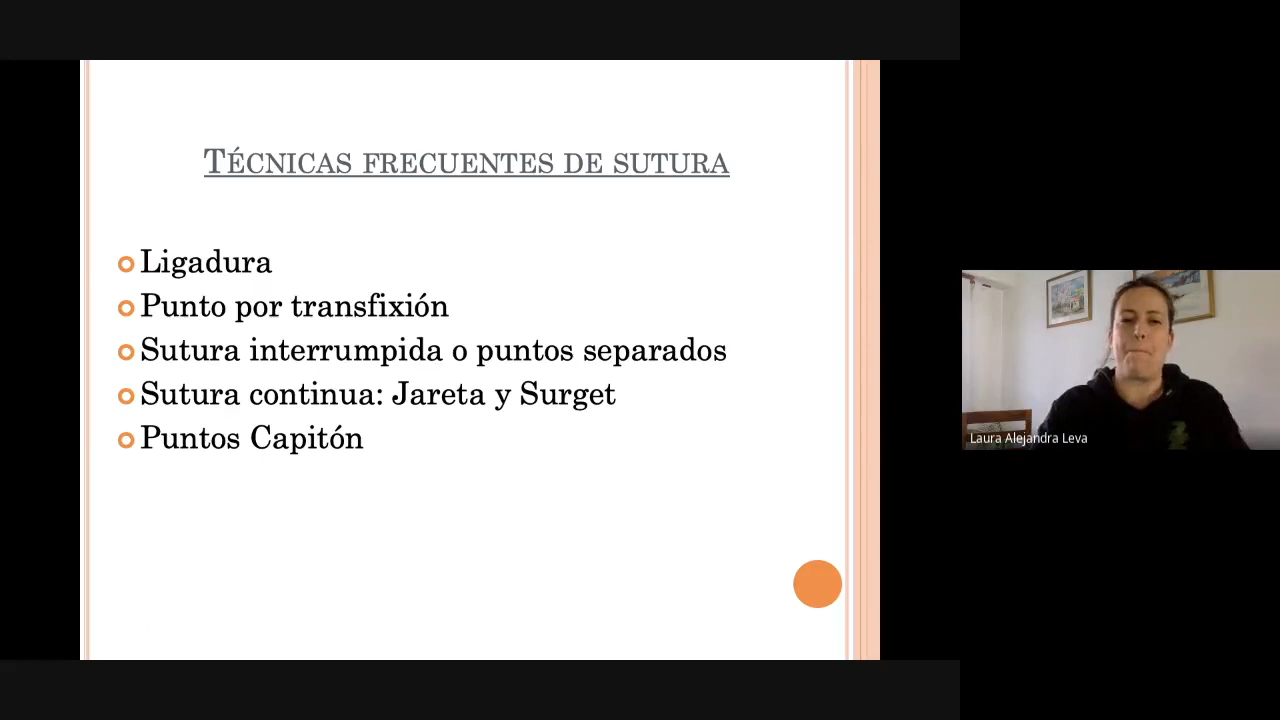 TÉCNICAS FRECUENTES DE SUTURA
Ligadura
Punto por transfixión
Sutura interrumpida o puntos separados
Sutura continua: Jareta y Surget
Puntos Capitón
Laura Alejandra Leva